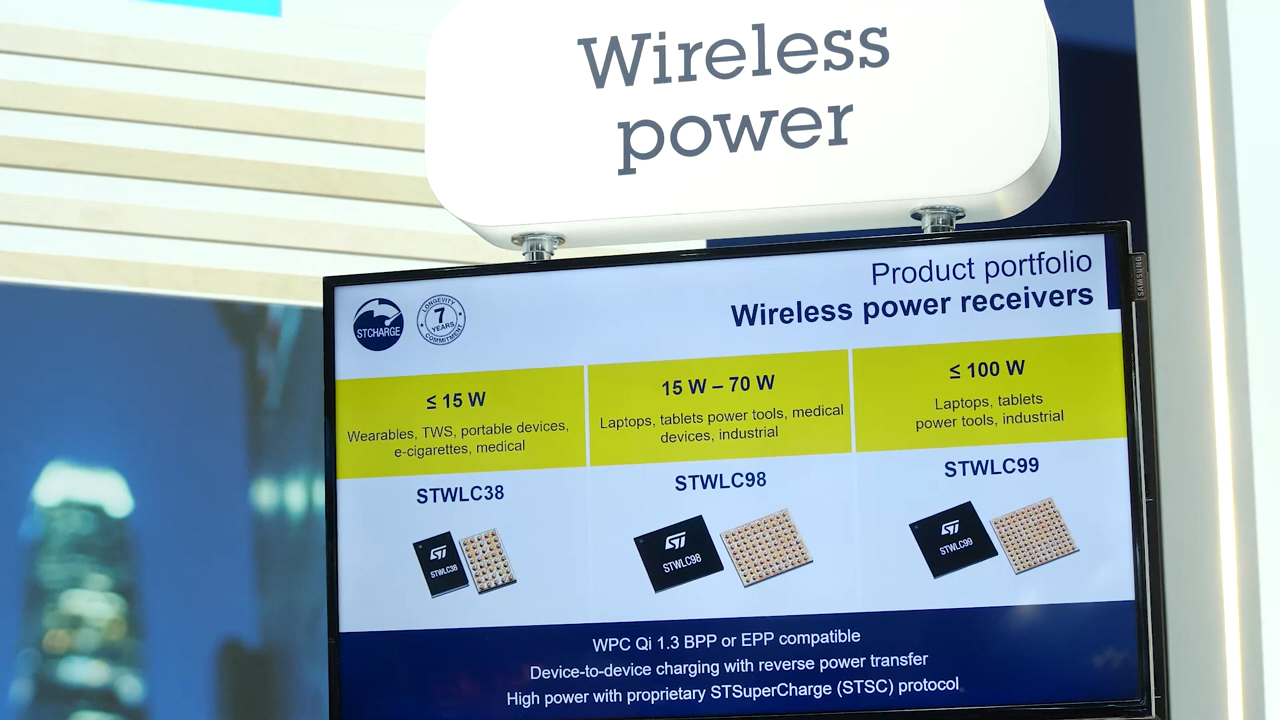 Wireless
power
SAMSUNG
Product portfolio
Wireless power receivers
STCHARGE
LONGEVITY
7
YEARS
COMMITMENT
≤ 15 W
Wearables, TWS, portable devices,
e-cigarettes, medical
15 W – 70 W
Laptops, tablets power tools, medical
devices, industrial
≤ 100 W
Laptops, tablets
power tools, industrial
STWLC38
STWLC98
STWLC99
ST
STWLC38
ST
STWLC98
ST
STWLC99
WPC Qi 1.3 BPP or EPP compatible
Device-to-device charging with reverse power transfer
High power with proprietary STSuperCharge (STSC) protocol